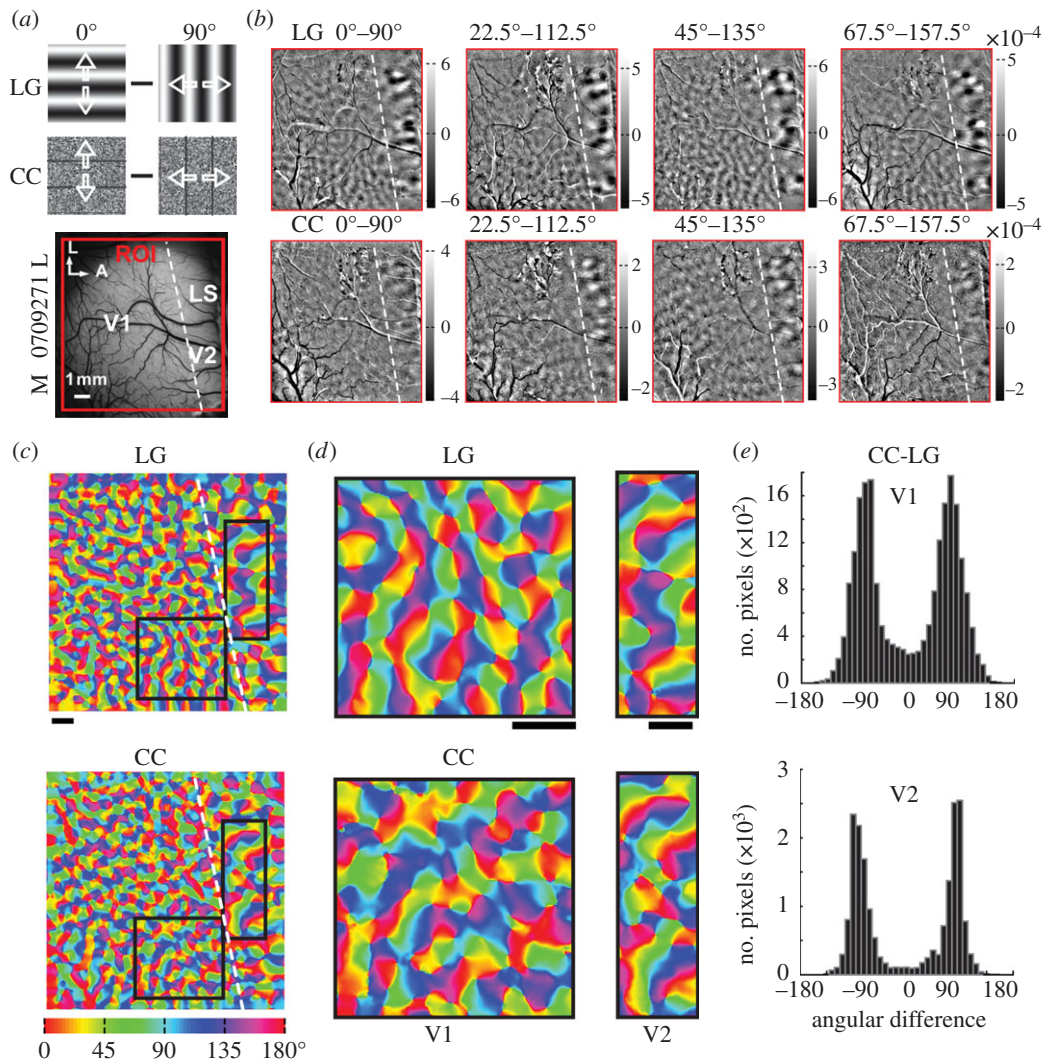 (a)
0° 90°
LG
CC
M 0709271 L
L
A
ROI
LS
V1
V2
1 mm
(b)
LG 0°–90° 22.5°–112.5° 45°–135° 67.5°–157.5° ×10⁻⁴
6 5 6 5
0 0 0 0
–6 –5 –6 –5
CC 0°–90° 22.5°–112.5° 45°–135° 67.5°–157.5° ×10⁻⁴
4 2 3 2
0 0 0 0
–4 –2 –3 –2
(c)
LG
CC
0 45 90 135 180°
(d)
LG
CC
V1 V2
(e)
CC-LG
V1
no. pixels (×10²)
16
12
8
4
0
–180 –90 0 90 180
V2
no. pixels (×10³)
3
2
1
0
–180 –90 0 90 180
angular difference